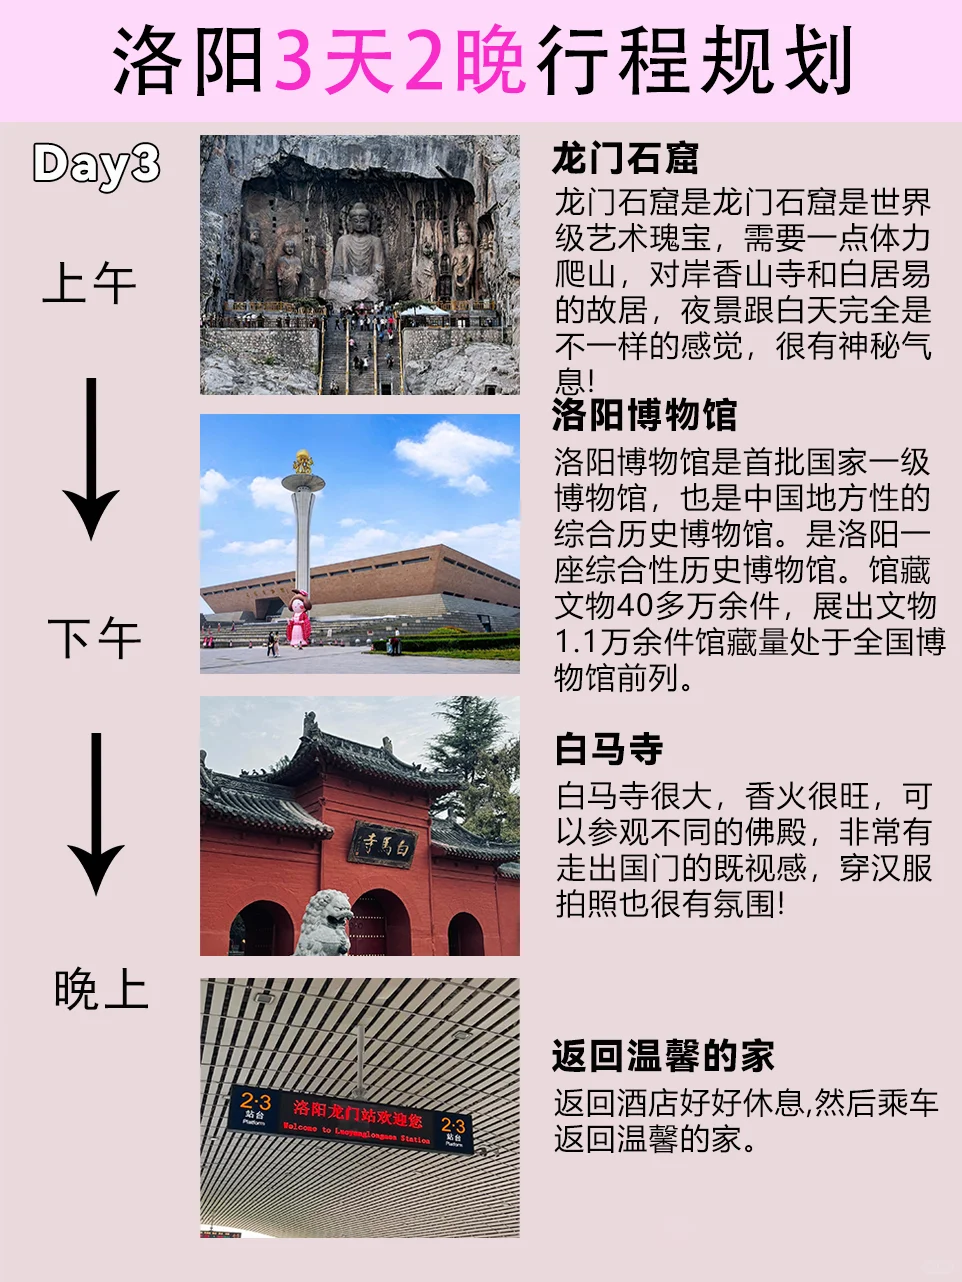 洛阳3天2晚行程规划
Day3
上午
下午
晚上
龙门石窟
龙门石窟是龙门石窟是世界
级艺术瑰宝，需要一点体力
爬山，对岸香山寺和白居易
的故居，夜景跟白天完全是
不一样的感觉，很有神秘气
息!
洛阳博物馆
洛阳博物馆是首批国家一级
博物馆，也是中国地方性的
综合历史博物馆。是洛阳一
座综合性历史博物馆。馆藏
文物40多万余件，展出文物
1.1万余件馆藏量处于全国博
物馆前列。
白马寺
白马寺很大，香火很旺，可
以参观不同的佛殿，非常有
走出国门的既视感，穿汉服
拍照也很有氛围!
寺馬白
返回温馨的家
返回酒店好好休息,然后乘车
返回温馨的家。
2·3
站台
Platform
洛阳龙门站欢迎您
Welcome to Luoyanglongmen Station
2·3
站台
Platform